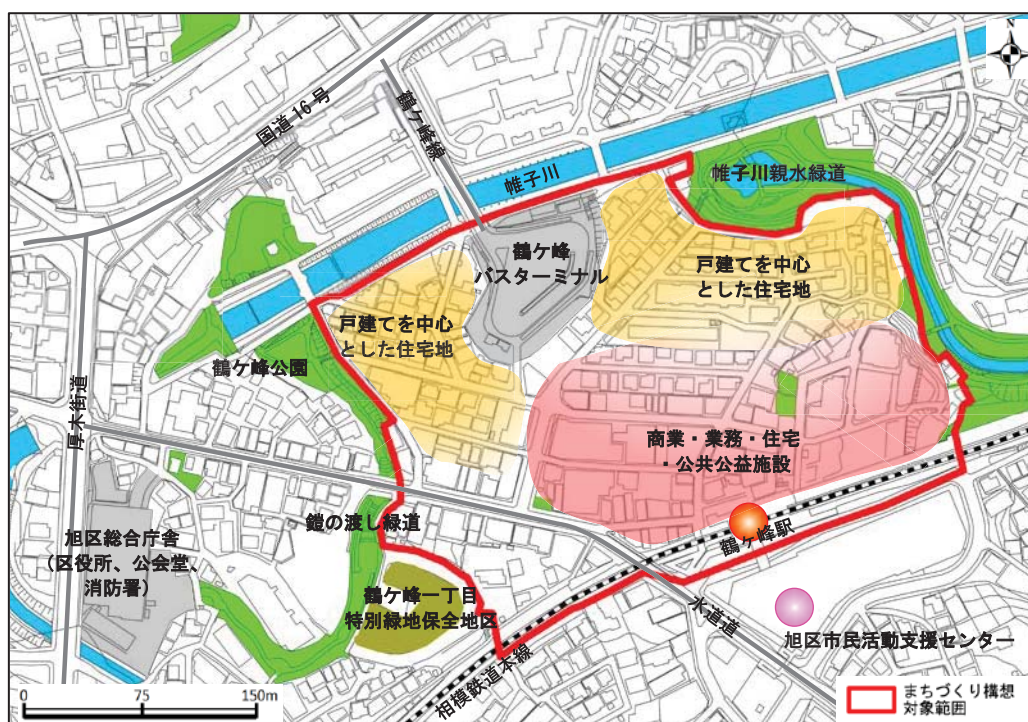 N
国道16号
鶴ケ峰線
帷子川
帷子川親水緑道
鶴ケ峰
バスターミナル
戸建てを中心
とした住宅地
戸建てを中心
とした住宅地
鶴ケ峰公園
厚木街道
商業・業務・住宅
・公共公益施設
鎧の渡し緑道
鶴ケ峰駅
旭区総合庁舎
(区役所、公会堂、
消防署)
鶴ケ峰一丁目
特別緑地保全地区
水道道
旭区市民活動支援センター
相模鉄道本線
0 75 150m
まちづくり構想
対象範囲